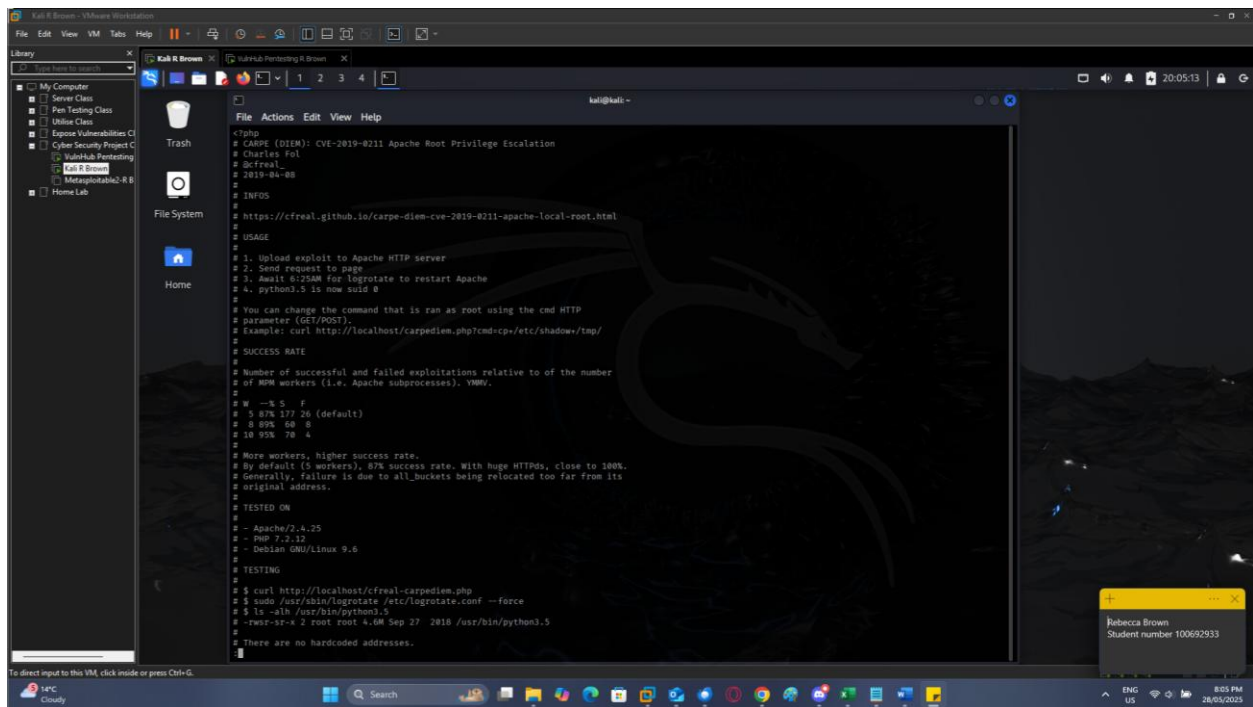 Kali R Brown - VMware Workstation
File Edit View VM Tabs Help
Library
Type here to search
My Computer
Server Class
Pen Testing Class
Utilise Class
Expose Vulnerabilities Cl
Cyber Security Project C
VulnHub Pentesting
Kali R Brown
Metasploitable2-R B
Home Lab
Kali R Brown
VulnHub Pentesting R Brown
1 2 3 4
20:05:13
Trash
File System
Home
kali@kali: ~
File Actions Edit View Help
<?php
# CARPE (DIEM): CVE-2019-0211 Apache Root Privilege Escalation
# Charles Fol
# @cfreal_
# 2019-04-08
#
# INFOS
#
# https://cfreal.github.io/carpe-diem-cve-2019-0211-apache-local-root.html
#
# USAGE
#
# 1. Upload exploit to Apache HTTP server
# 2. Send request to page
# 3. Await 6:25AM for logrotate to restart Apache
# 4. python3.5 is now suid 0
#
# You can change the command that is ran as root using the cmd HTTP
# parameter (GET/POST).
# Example: curl http://localhost/carpediem.php?cmd=cp+/etc/shadow+/tmp/
#
# SUCCESS RATE
#
# Number of successful and failed exploitations relative to of the number
# of MPM workers (i.e. Apache subprocesses). YMMV.
#
# W --% S F
# 5 87% 177 26 (default)
# 8 89% 60 8
# 10 95% 70 4
#
# More workers, higher success rate.
# By default (5 workers), 87% success rate. With huge HTTPds, close to 100%.
# Generally, failure is due to all_buckets being relocated too far from its
# original address.
#
# TESTED ON
#
# - Apache/2.4.25
# - PHP 7.2.12
# - Debian GNU/Linux 9.6
#
# TESTING
#
# $ curl http://localhost/cfreal-carpediem.php
# $ sudo /usr/sbin/logrotate /etc/logrotate.conf --force
# $ ls -alh /usr/bin/python3.5
# -rwsr-sr-x 2 root root 4.6M Sep 27 2018 /usr/bin/python3.5
#
# There are no hardcoded addresses.
:
Rebecca Brown
Student number 100692933
To direct input to this VM, click inside or press Ctrl+G.
14°C
Cloudy
Search
ENG
US
8:05 PM
28/05/2025